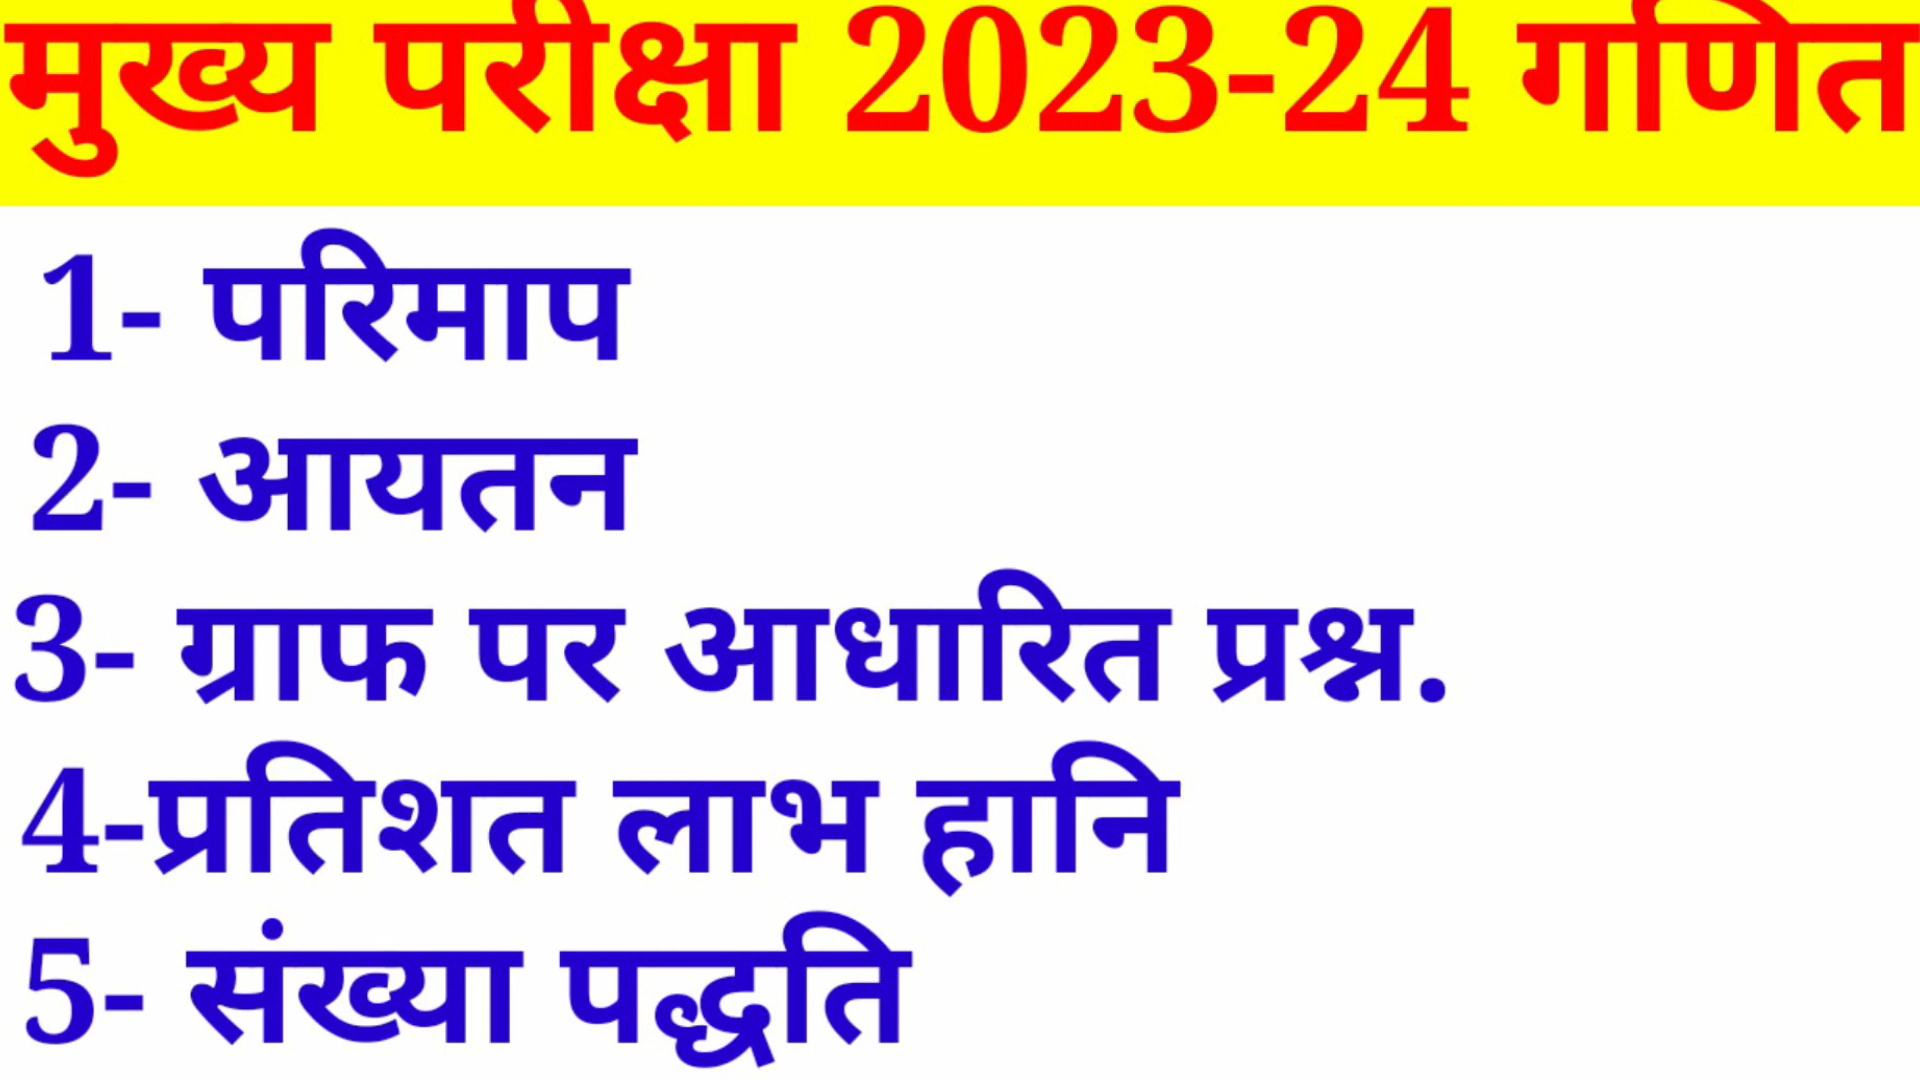 मुख्य परीक्षा 2023-24 गणित
1- परिमाप
2- आयतन
3- ग्राफ पर आधारित प्रश्न.
4-प्रतिशत लाभ हानि
5- संख्या पद्धति